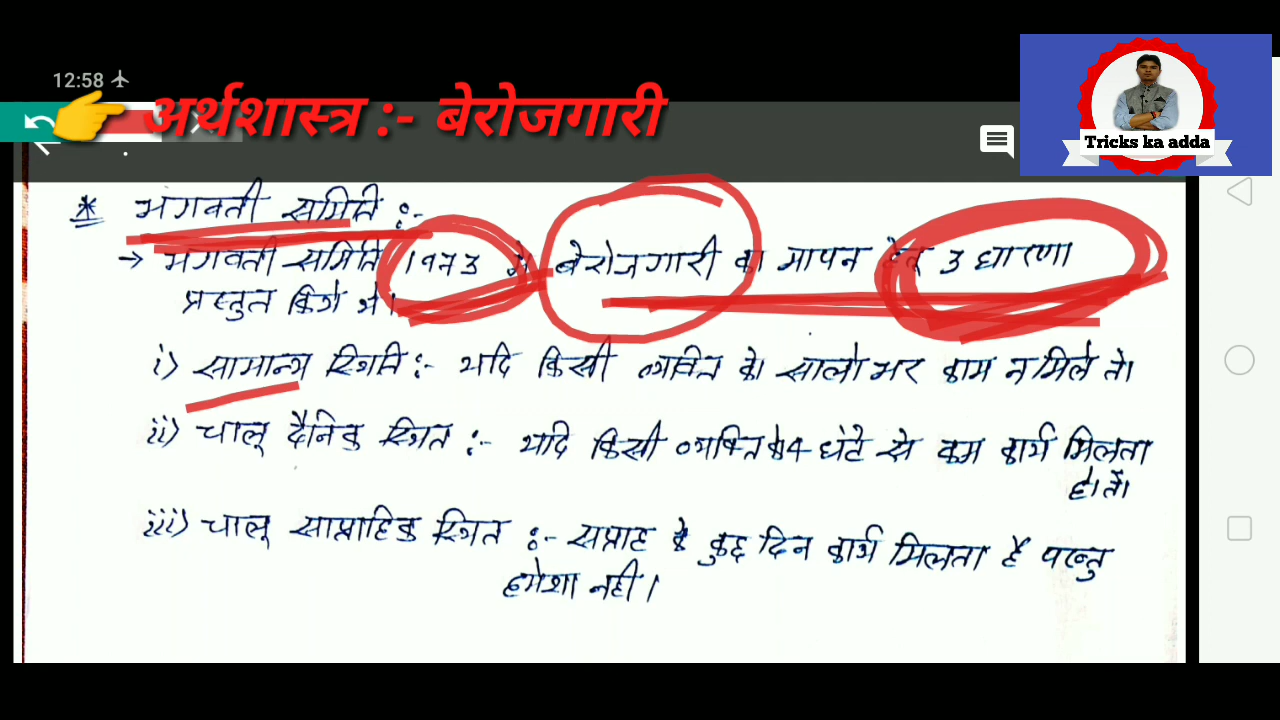 12:58
अर्थशास्त्र :- बेरोजगारी
Tricks ka adda
* भगवती समिति :-
→ भगवती समिति 1973 में बेरोजगारी का मापन हेतू 3 धारणा
प्रस्तुत किये थे।
i) सामान्य स्थिति :- यदि किसी व्यक्ति को सालो भर काम न मिले तो।
ii) चालू दैनिक स्थित :- यदि किसी व्यक्ति को 4 घंटे से कम कार्य मिलता
हो तो।
iii) चालू साप्ताहिक स्थित :- सप्ताह के कुछ दिन कार्य मिलता है परन्तु
हमेशा नही।